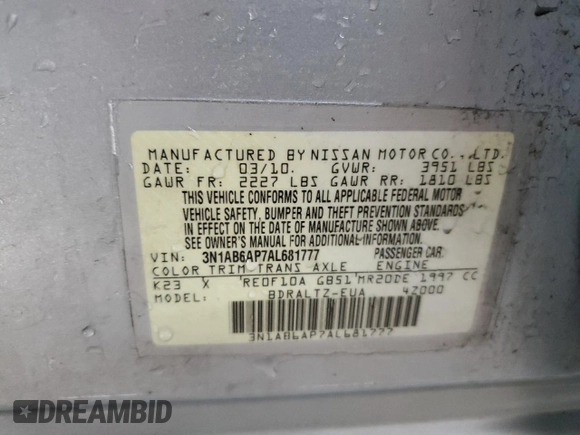 MANUFACTURED BY NISSAN MOTOR CO., LTD.
DATE: 03/10. GVWR: 3951 LBS
GAWR FR: 2227 LBS GAWR RR: 1810 LBS
THIS VEHICLE CONFORMS TO ALL APPLICABLE FEDERAL MOTOR
VEHICLE SAFETY, BUMPER AND THEFT PREVENTION STANDARDS
IN EFFECT ON THE DATE OF MANUFACTURE SHOWN ABOVE.
SEE OWNER'S MANUAL FOR ADDITIONAL INFORMATION
VIN: 3N1AB6AP7AL681777 PASSENGER CAR
COLOR TRIM TRANS AXLE ENGINE
K23 X RE0F10A GB51 MR20DE 1997 CC
MODEL: BDRALTZ-EUA 4Z000
3N1AB6AP7AL681777
DREAMBID